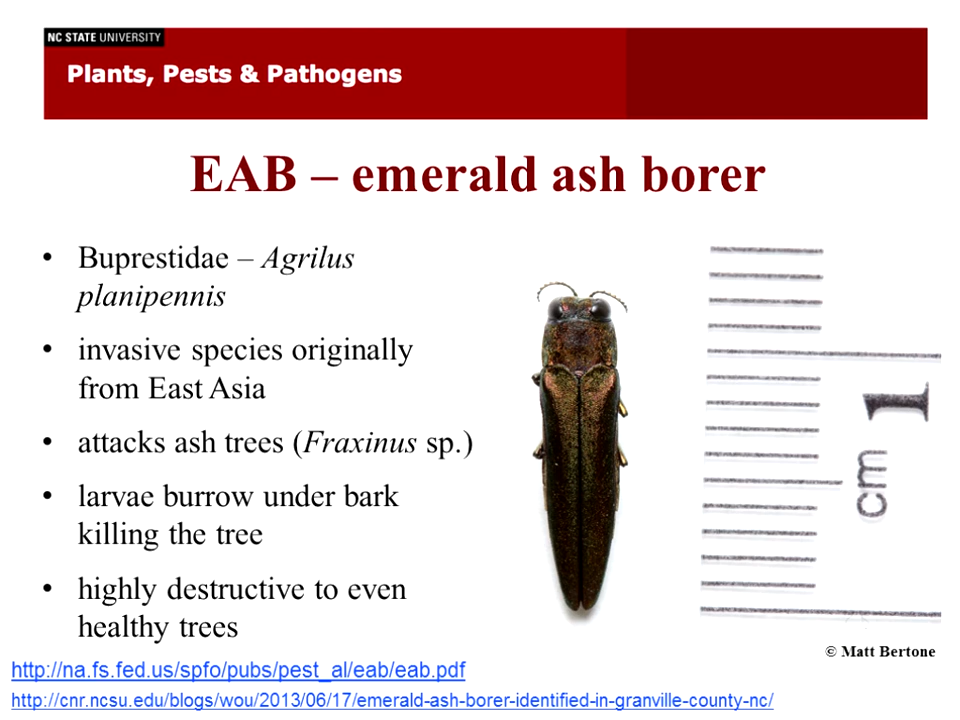 NC STATE UNIVERSITY
Plants, Pests & Pathogens
EAB – emerald ash borer
• Buprestidae – Agrilus
planipennis
• invasive species originally
from East Asia
• attacks ash trees (Fraxinus sp.)
• larvae burrow under bark
killing the tree
• highly destructive to even
healthy trees
1
cm
© Matt Bertone
http://na.fs.fed.us/spfo/pubs/pest_al/eab/eab.pdf
http://cnr.ncsu.edu/blogs/wou/2013/06/17/emerald-ash-borer-identified-in-granville-county-nc/